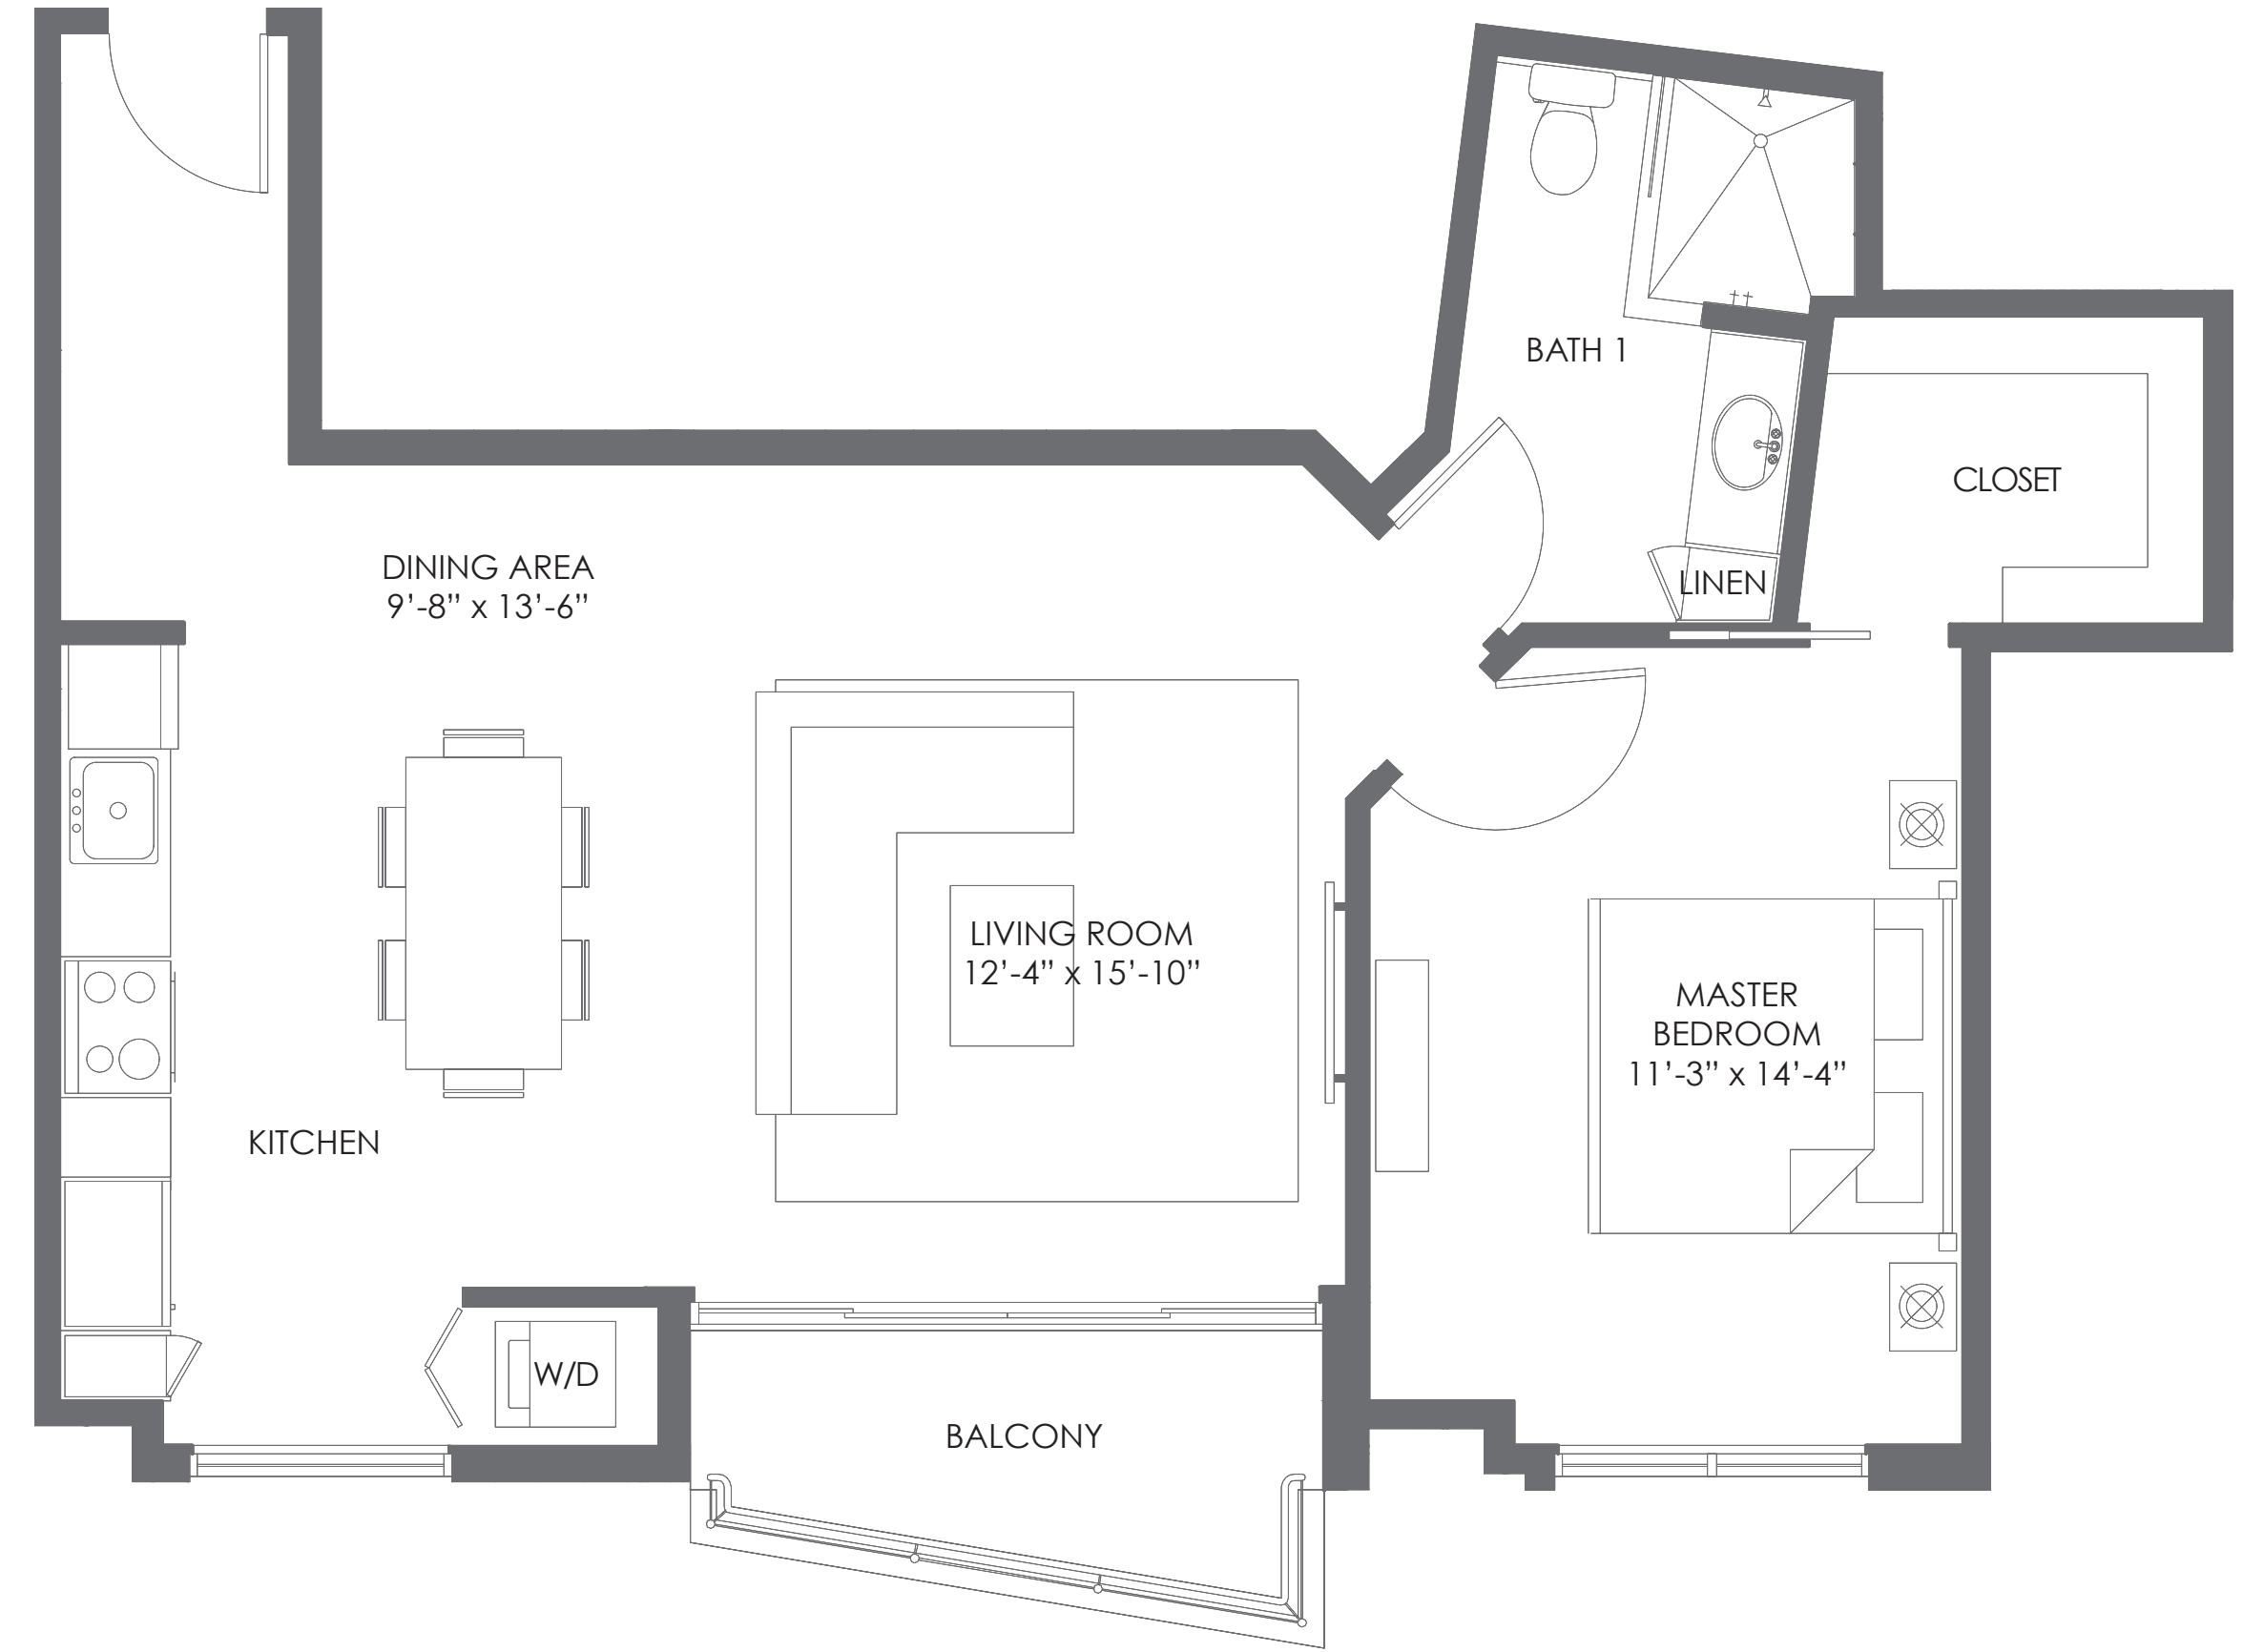 BATH 1
CLOSET
DINING AREA
9’-8” x 13’-6”
LINEN
LIVING ROOM
12’-4” x 15’-10”
MASTER
BEDROOM
11’-3” x 14’-4”
KITCHEN
W/D
BALCONY